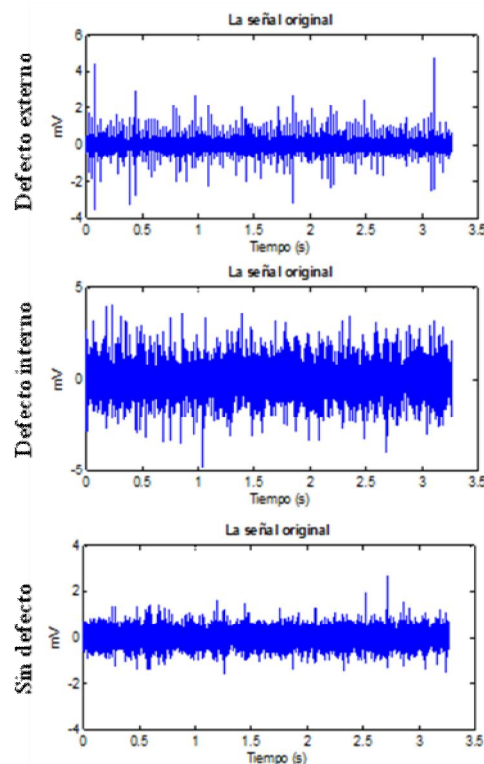 La señal original
Defecto externo
mV
6
4
2
0
-2
-4
0 0.5 1 1.5 2 2.5 3 3.5
Tiempo (s)
La señal original
Defecto interno
mV
5
0
-5
0 0.5 1 1.5 2 2.5 3 3.5
Tiempo (s)
La señal original
Sin defecto
mV
4
2
0
-2
-4
0 0.5 1 1.5 2 2.5 3 3.5
Tiempo (s)